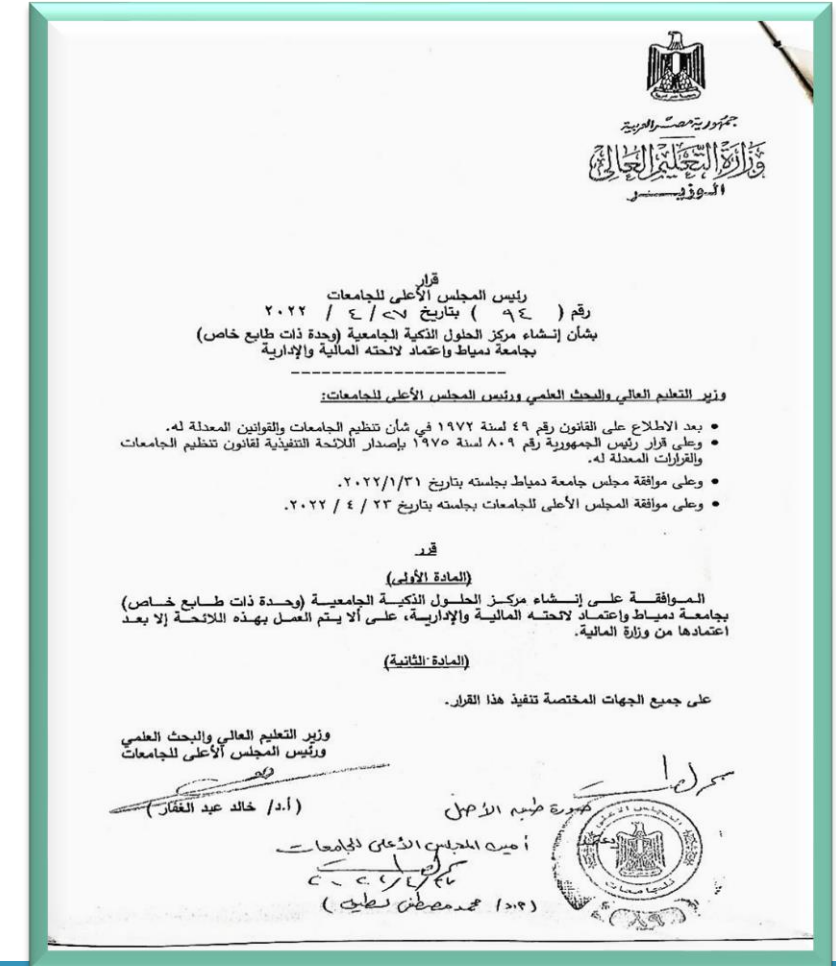 جمهورية مصر العربية
وزارة التعليم العالى
الوزيـــــر
قرار
رئيس المجلس الأعلى للجامعات
رقم ( ٩٤ ) بتاريخ ٢٧ / ٤ / ٢٠٢٢
بشأن إنشاء مركز الحلول الذكية الجامعية (وحدة ذات طابع خاص)
بجامعة دمياط واعتماد لائحته المالية والإدارية
وزير التعليم العالي والبحث العلمي ورئيس المجلس الأعلى للجامعات:
• بعد الاطلاع على القانون رقم ٤٩ لسنة ١٩٧٢ في شأن تنظيم الجامعات والقوانين المعدلة له.
• وعلى قرار رئيس الجمهورية رقم ٨٠٩ لسنة ١٩٧٥ بإصدار اللائحة التنفيذية لقانون تنظيم الجامعات
والقرارات المعدلة له.
• وعلى موافقة مجلس جامعة دمياط بجلسته بتاريخ ٢٠٢٢/١/٣١.
• وعلى موافقة المجلس الأعلى للجامعات بجلسته بتاريخ ٢٣ / ٤ / ٢٠٢٢.
قرر
(المادة الأولى)
الموافقة على إنشاء مركز الحلول الذكية الجامعية (وحدة ذات طابع خاص)
بجامعة دمياط واعتماد لائحته المالية والإدارية، على ألا يتم العمل بهذه اللائحة إلا بعد
اعتمادها من وزارة المالية.
(المادة الثانية)
على جميع الجهات المختصة تنفيذ هذا القرار.
وزير التعليم العالي والبحث العلمي
ورئيس المجلس الأعلى للجامعات
(أ.د/ خالد عبد الغفار)
صورة طبق الأصل
أمين المجلس الأعلى للجامعات
المجلس الأعلى
للجامعات
محمد مصطفى لطيف